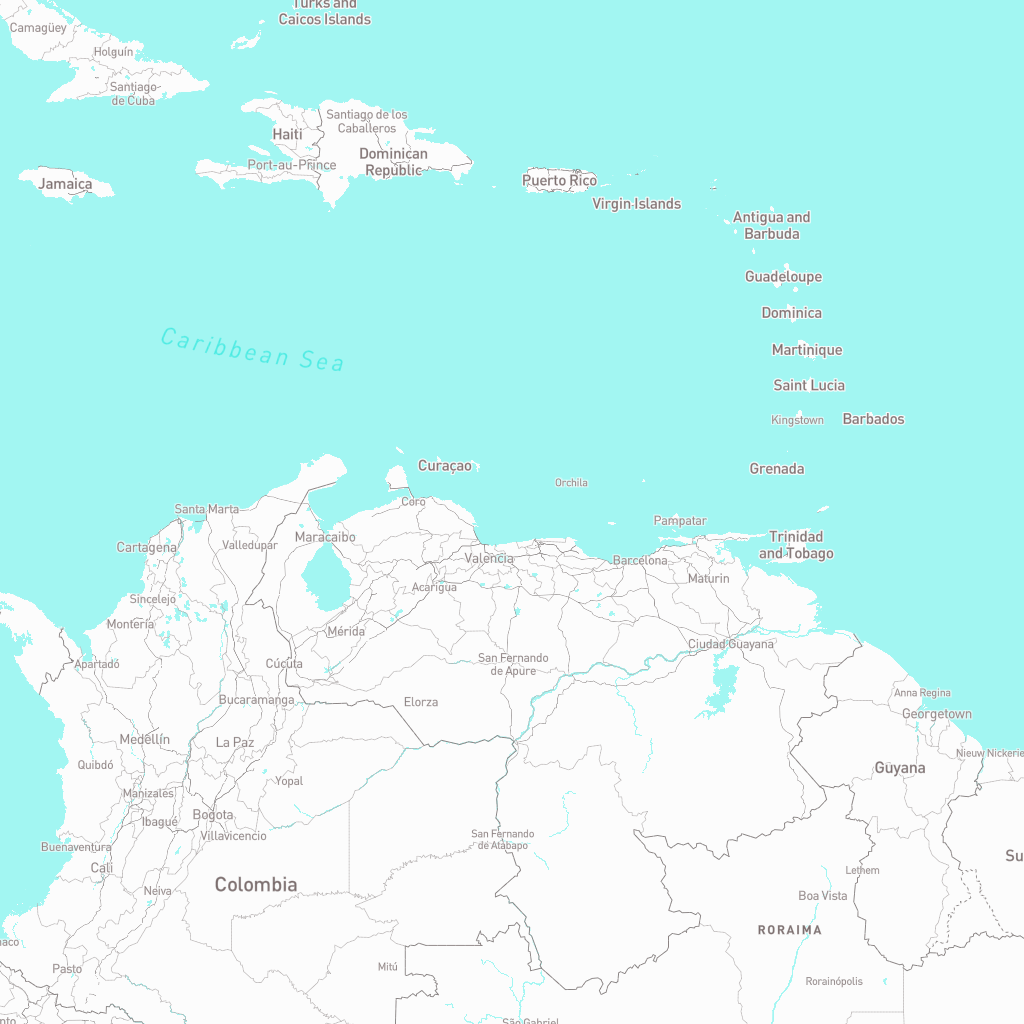 Turks and
Caicos Islands
Camagüey
Holguín
Santiago
de Cuba
Santiago de los
Caballeros
Haiti
Dominican
Republic
Port-au-Prince
Jamaica
Puerto Rico
Virgin Islands
Antigua and
Barbuda
Guadeloupe
Dominica
Caribbean Sea
Martinique
Saint Lucia
Kingstown
Barbados
Curaçao
Grenada
Orchila
Coro
Santa Marta
Pampatar
Cartagena
Valledupar
Maracaibo
Trinidad
and Tobago
Valencia
Barcelona
Maturin
Acarigua
Sincelejo
Montería
Mérida
Ciudad Guayana
Apartadó
Cúcuta
San Fernando
de Apure
Bucaramanga
Elorza
Anna Regina
Georgetown
Medellín
La Paz
Nieuw Nickerie
Quibdó
Yopal
Guyana
Manizales
Bogota
Ibagué
Villavicencio
San Fernando
de Atabapo
Buenaventura
Su
Cali
Colombia
Lethem
Neiva
Boa Vista
RORAIMA
maco
Pasto
Mitú
Rorainópolis
nto
São Gabriel